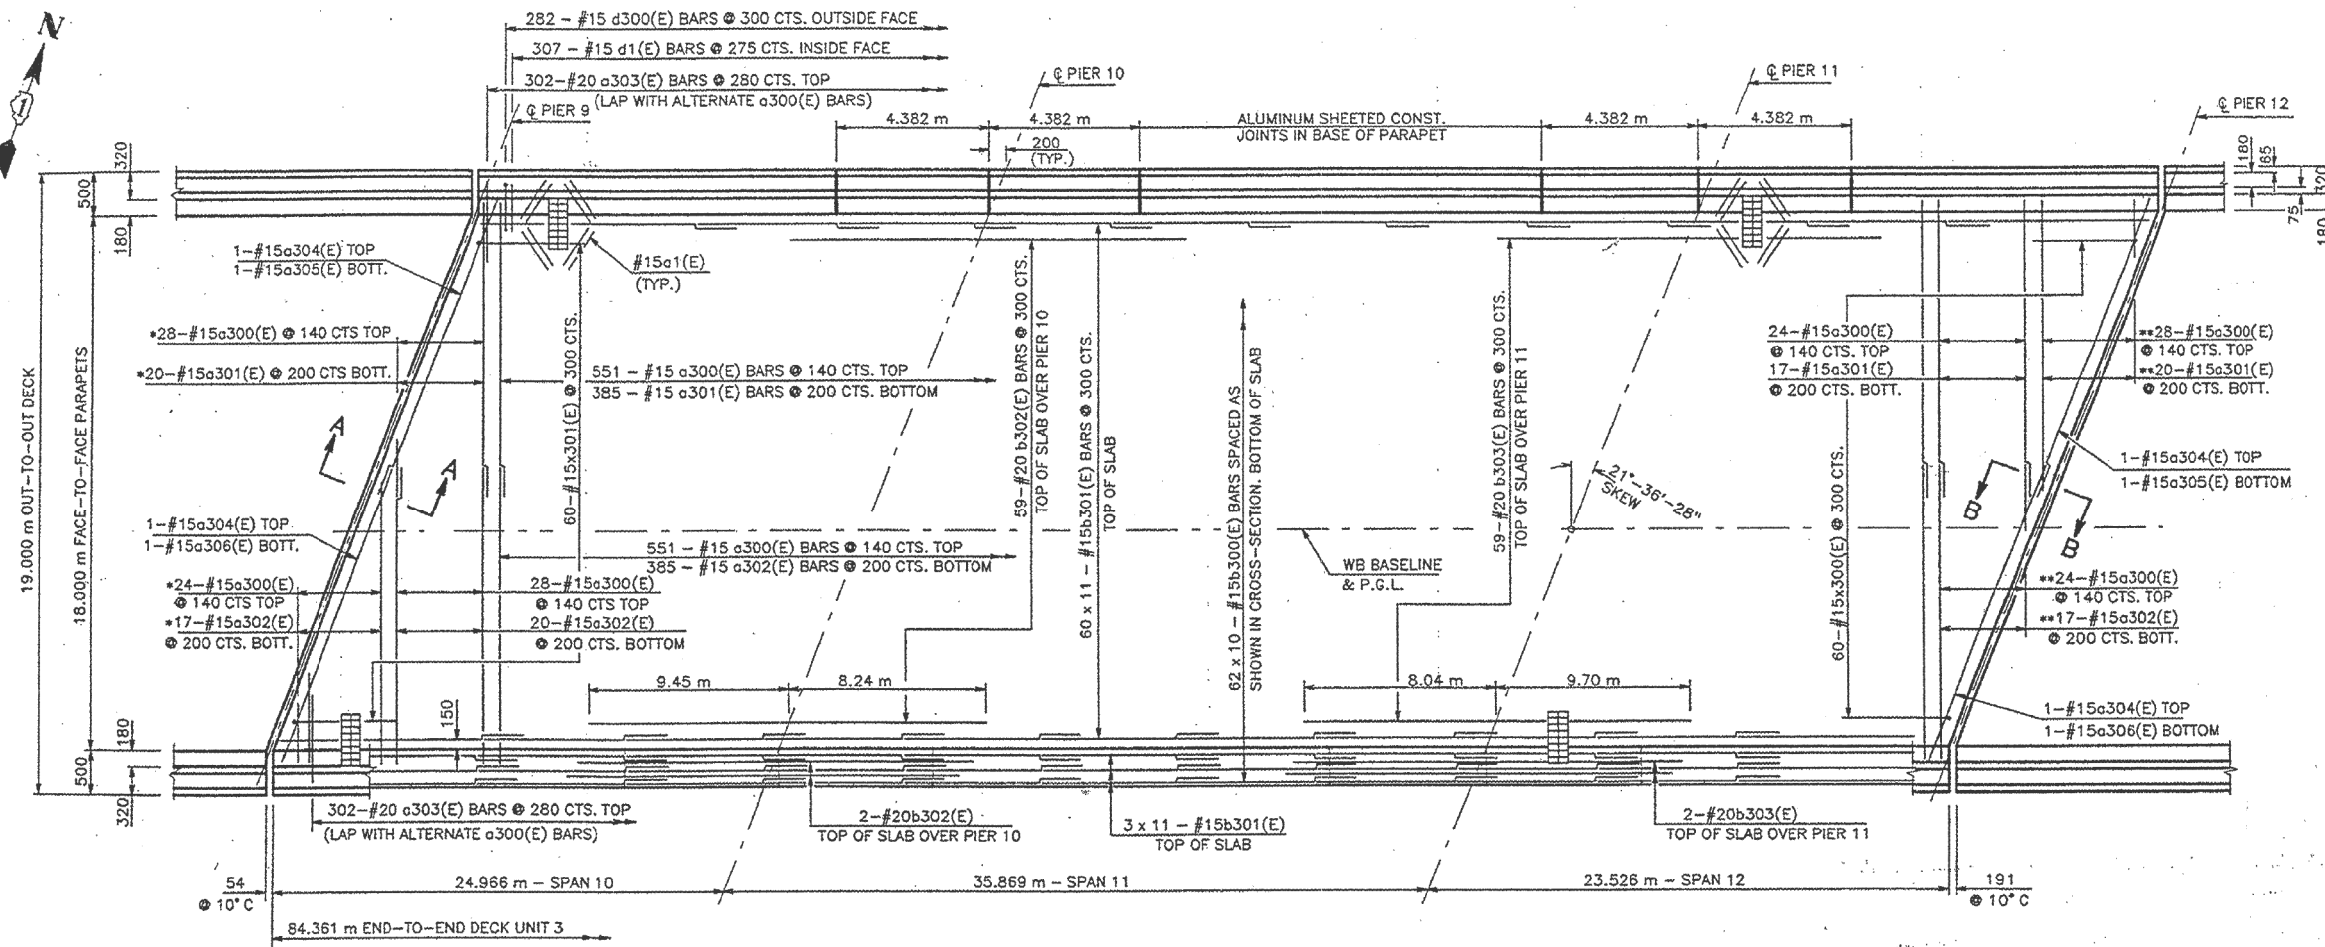 N
1
282 - #15 d300(E) BARS @ 300 CTS. OUTSIDE FACE
307 - #15 d1(E) BARS @ 275 CTS. INSIDE FACE
302-#20 a303(E) BARS @ 280 CTS. TOP
(LAP WITH ALTERNATE a300(E) BARS)
℄ PIER 9
℄ PIER 10
℄ PIER 11
℄ PIER 12
4.382 m
4.382 m
ALUMINUM SHEETED CONST.
JOINTS IN BASE OF PARAPET
4.382 m
4.382 m
200
(TYP.)
320
500
180
180
65
320
75
180
1-#15a304(E) TOP
1-#15a305(E) BOTT.
#15a1(E)
(TYP.)
*28-#15a300(E) @ 140 CTS TOP
*20-#15a301(E) @ 200 CTS BOTT.
551 - #15 a300(E) BARS @ 140 CTS. TOP
385 - #15 a301(E) BARS @ 200 CTS. BOTTOM
60-#15x301(E) @ 300 CTS.
59-#20 b302(E) BARS @ 300 CTS.
TOP OF SLAB OVER PIER 10
60 x 11 - #15b301(E) BARS @ 300 CTS.
TOP OF SLAB
62 x 10 - #15b300(E) BARS SPACED AS
SHOWN IN CROSS-SECTION. BOTTOM OF SLAB
59-#20 b303(E) BARS @ 300 CTS.
TOP OF SLAB OVER PIER 11
21°-36'-28"
SKEW
60-#15x300(E) @ 300 CTS.
24-#15a300(E)
@ 140 CTS. TOP
17-#15a301(E)
@ 200 CTS. BOTT.
**28-#15a300(E)
@ 140 CTS. TOP
**20-#15a301(E)
@ 200 CTS. BOTT.
1-#15a304(E) TOP
1-#15a305(E) BOTTOM
19.000 m OUT-TO-OUT DECK
18.000 m FACE-TO-FACE PARAPETS
A
A
B
B
1-#15a304(E) TOP
1-#15a306(E) BOTT.
551 - #15 a300(E) BARS @ 140 CTS. TOP
385 - #15 a302(E) BARS @ 200 CTS. BOTTOM
WB BASELINE
& P.G.L.
*24-#15a300(E)
@ 140 CTS TOP
*17-#15a302(E)
@ 200 CTS. BOTT.
28-#15a300(E)
@ 140 CTS TOP
20-#15a302(E)
@ 200 CTS. BOTTOM
**24-#15a300(E)
@ 140 CTS. TOP
**17-#15a302(E)
@ 200 CTS. BOTT.
9.45 m
8.24 m
8.04 m
9.70 m
1-#15a304(E) TOP
1-#15a306(E) BOTTOM
180
500
320
150
302-#20 a303(E) BARS @ 280 CTS. TOP
(LAP WITH ALTERNATE a300(E) BARS)
2-#20b302(E)
TOP OF SLAB OVER PIER 10
3 x 11 - #15b301(E)
TOP OF SLAB
2-#20b303(E)
TOP OF SLAB OVER PIER 11
54
@ 10° C
24.966 m - SPAN 10
35.869 m - SPAN 11
23.526 m - SPAN 12
191
@ 10° C
84.361 m END-TO-END DECK UNIT 3